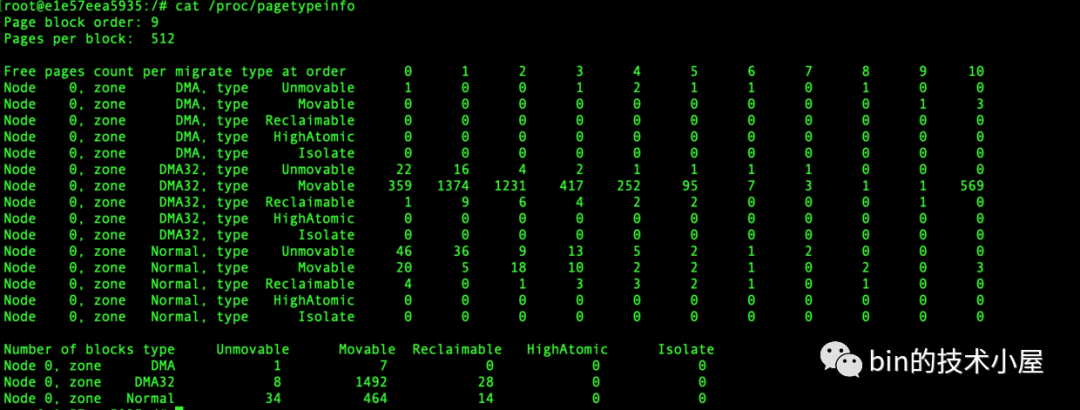 [root@e1e57eea5935:/# cat /proc/pagetypeinfo
Page block order: 9
Pages per block:  512

Free pages count per migrate type at order       0      1      2      3      4      5      6      7      8      9     10
Node    0, zone      DMA, type    Unmovable      1      0      0      1      2      1      1      0      1      0      0
Node    0, zone      DMA, type      Movable      0      0      0      0      0      0      0      0      0      1      3
Node    0, zone      DMA, type  Reclaimable      0      0      0      0      0      0      0      0      0      0      0
Node    0, zone      DMA, type   HighAtomic      0      0      0      0      0      0      0      0      0      0      0
Node    0, zone      DMA, type      Isolate      0      0      0      0      0      0      0      0      0      0      0
Node    0, zone    DMA32, type    Unmovable     22     16      4      2      1      1      1      1      0      0      0
Node    0, zone    DMA32, type      Movable    359   1374   1231    417    252     95      7      3      1      1    569
Node    0, zone    DMA32, type  Reclaimable      1      9      6      4      2      2      0      0      0      1      0
Node    0, zone    DMA32, type   HighAtomic      0      0      0      0      0      0      0      0      0      0      0
Node    0, zone    DMA32, type      Isolate      0      0      0      0      0      0      0      0      0      0      0
Node    0, zone   Normal, type    Unmovable     46     36      9     13      5      2      1      2      0      0      0
Node    0, zone   Normal, type      Movable     20      5     18     10      2      2      1      0      2      0      3
Node    0, zone   Normal, type  Reclaimable      4      0      1      3      3      2      1      0      1      0      0
Node    0, zone   Normal, type   HighAtomic      0      0      0      0      0      0      0      0      0      0      0
Node    0, zone   Normal, type      Isolate      0      0      0      0      0      0      0      0      0      0      0

Number of blocks type     Unmovable      Movable  Reclaimable   HighAtomic      Isolate
Node 0, zone      DMA            1            7            0            0            0
Node 0, zone    DMA32            8         1492           28            0            0
Node 0, zone   Normal           34          464           14            0            0
bin的技术小屋